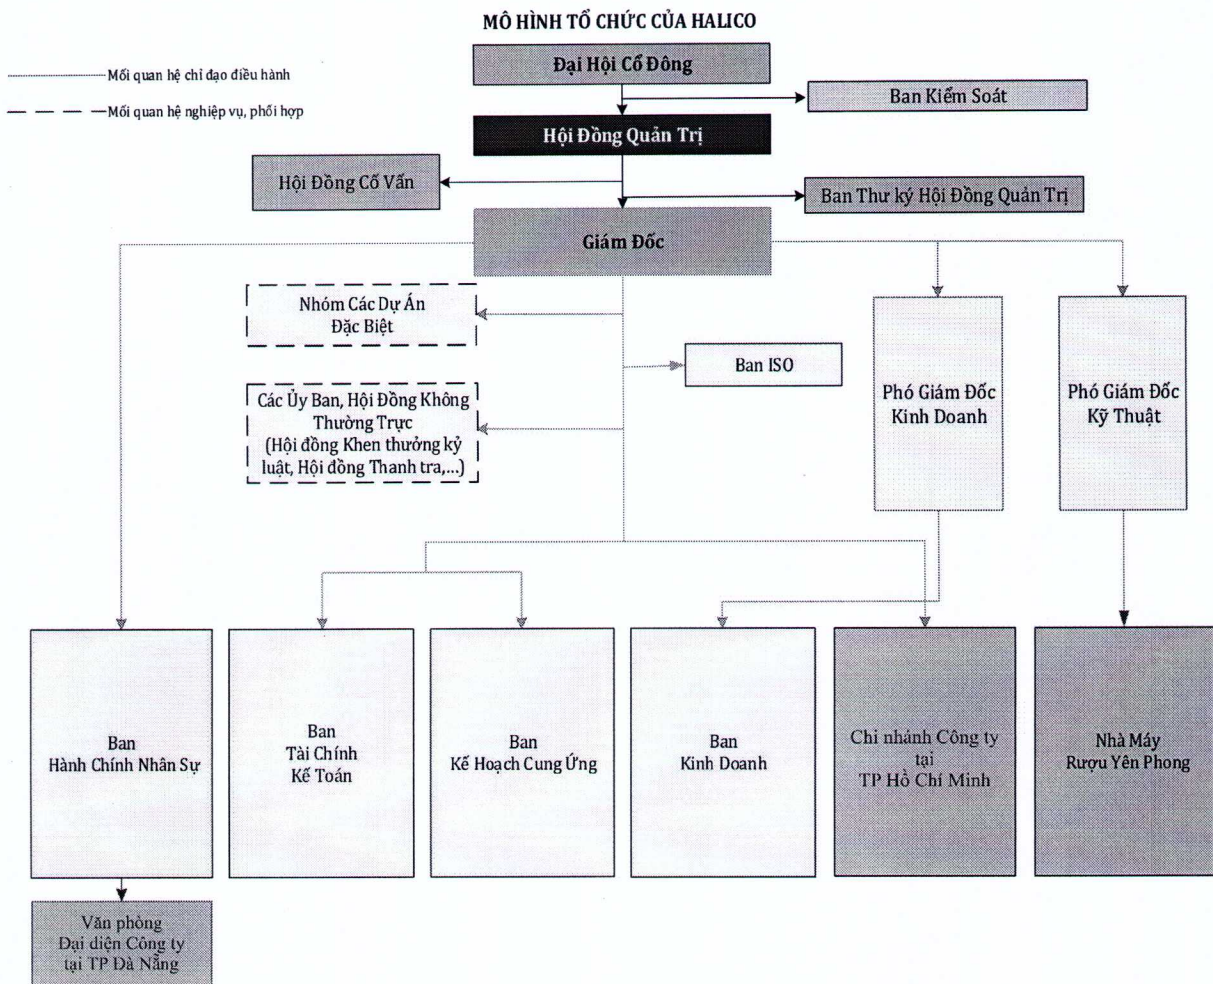 MÔ HÌNH TỔ CHỨC CỦA HALICO
Đại Hội Cổ Đông
Mối quan hệ chỉ đạo điều hành
Mối quan hệ nghiệp vụ, phối hợp
Ban Kiểm Soát
Hội Đồng Quản Trị
Hội Đồng Cố Vấn
Ban Thư ký Hội Đồng Quản Trị
Giám Đốc
Nhóm Các Dự Án
Đặc Biệt
Ban ISO
Các Ủy Ban, Hội Đồng Không
Thường Trực
(Hội đồng Khen thưởng kỷ
luật, Hội đồng Thanh tra,...)
Phó Giám Đốc
Kinh Doanh
Phó Giám Đốc
Kỹ Thuật
Ban
Hành Chính Nhân Sự
Ban
Tài Chính
Kế Toán
Ban
Kế Hoạch Cung Ứng
Ban
Kinh Doanh
Chi nhánh Công ty
tại
TP Hồ Chí Minh
Nhà Máy
Rượu Yên Phong
Văn phòng
Đại diện Công ty
tại TP Đà Nẵng